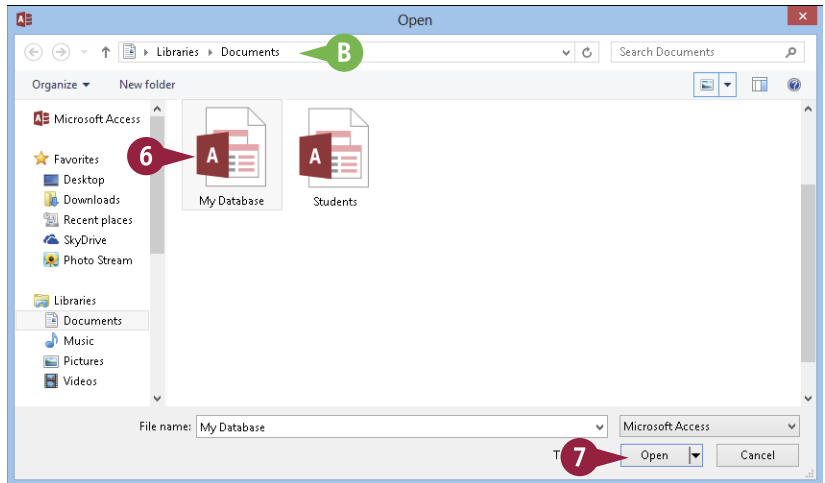 Open
Libraries Documents
B
Search Documents
Organize
New folder
Microsoft Access
Favorites
Desktop
Downloads
Recent places
SkyDrive
Photo Stream
Libraries
Documents
Music
Pictures
Videos
6
A
My Database
A
Students
File name: My Database
Microsoft Access
7
Open
Cancel